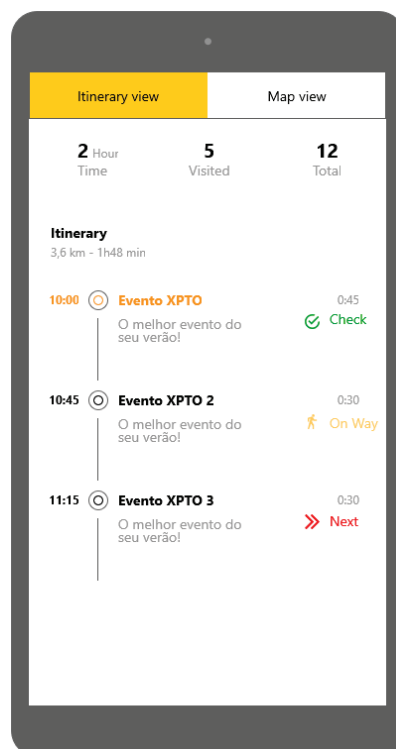 Itinerary view Map view
2 Hour 5 12
Time Visited Total
Itinerary
3,6 km - 1h48 min
10:00 Evento XPTO 0:45
O melhor evento do Check
seu verão!
10:45 Evento XPTO 2 0:30
O melhor evento do On Way
seu verão!
11:15 Evento XPTO 3 0:30
O melhor evento do Next
seu verão!